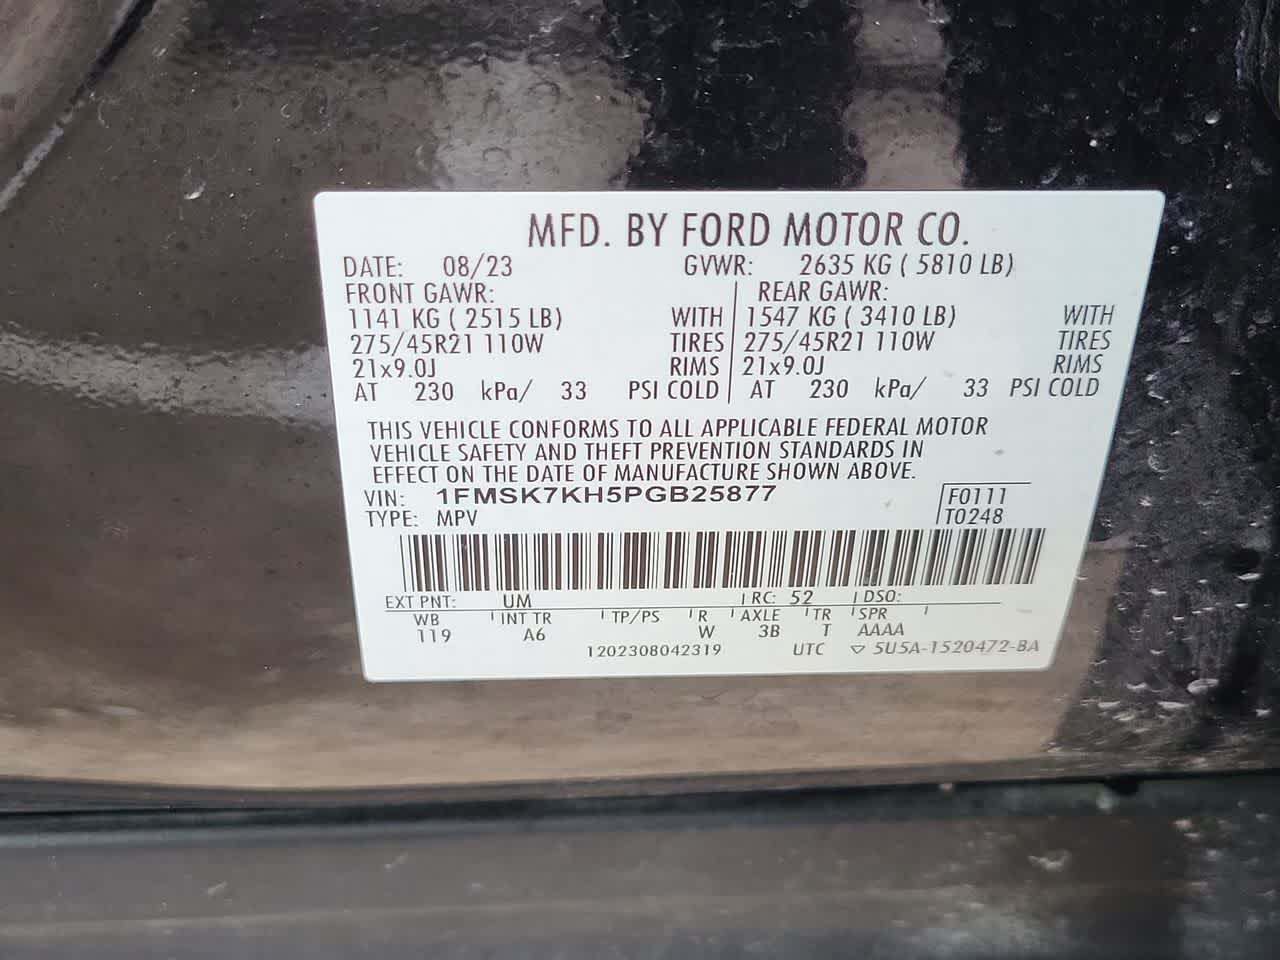 MFD. BY FORD MOTOR CO.
DATE: 08/23 GVWR: 2635 KG ( 5810 LB)
FRONT GAWR: REAR GAWR:
1141 KG ( 2515 LB) WITH 1547 KG ( 3410 LB) WITH
275/45R21 110W TIRES 275/45R21 110W TIRES
21x9.0J RIMS 21x9.0J RIMS
AT 230 kPa/ 33 PSI COLD AT 230 kPa/ 33 PSI COLD
THIS VEHICLE CONFORMS TO ALL APPLICABLE FEDERAL MOTOR
VEHICLE SAFETY AND THEFT PREVENTION STANDARDS IN
EFFECT ON THE DATE OF MANUFACTURE SHOWN ABOVE.
VIN: 1FMSK7KH5PGB25877 F0111
TYPE: MPV T0248
EXT PNT: UM RC: 52 DSO:
WB INT TR TP/PS R AXLE TR SPR
119 A6 W 3B T AAAA
1202308042319 UTC ▽ 5U5A-1520472-BA